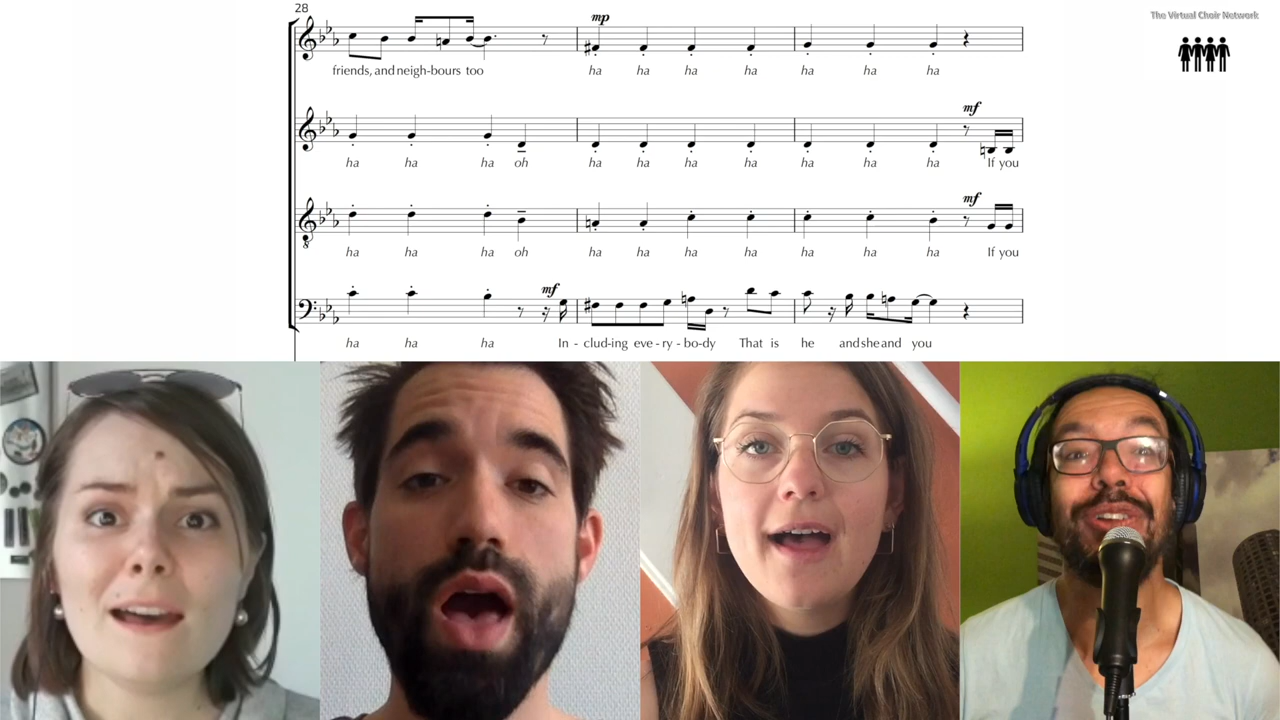 The Virtual Choir Network
28
mp
friends, and neigh-bours too ha ha ha ha ha ha ha
mf
ha ha ha oh ha ha ha ha ha ha ha If you
mf
ha ha ha oh ha ha ha ha ha ha ha If you
8
mf
ha ha ha In - clud-ing eve - ry - bo-dy That is he and she and you